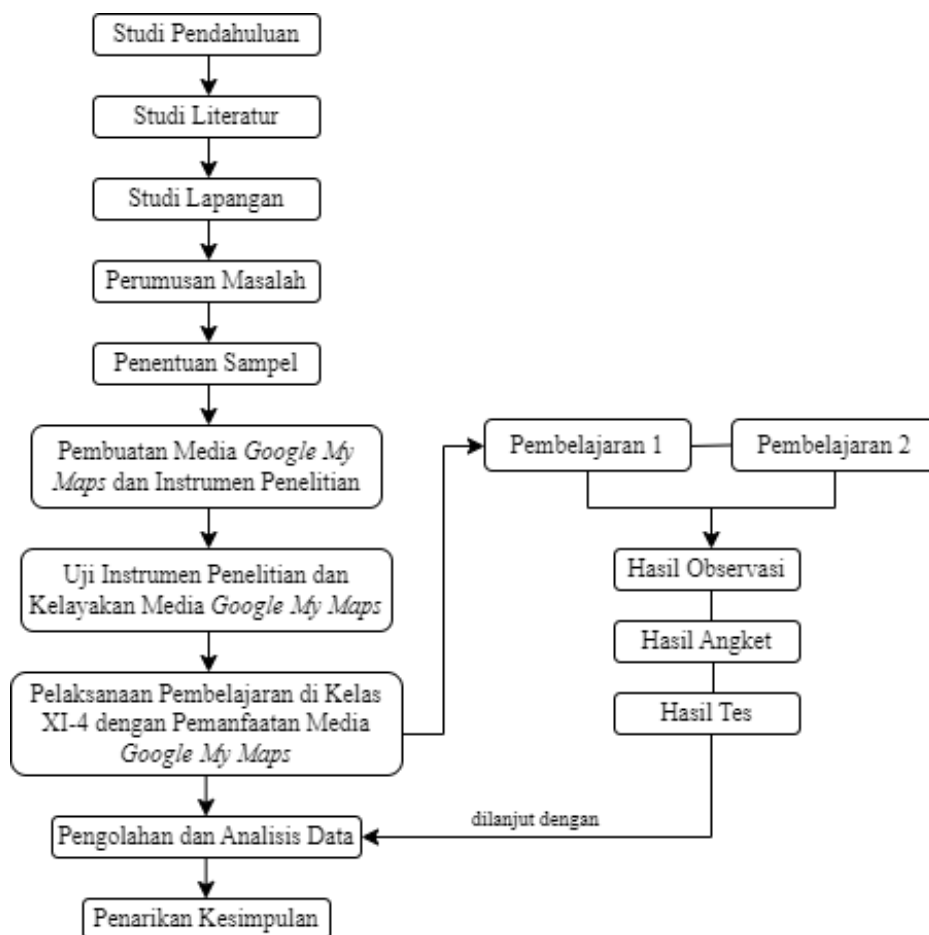 Studi Pendahuluan
Studi Literatur
Studi Lapangan
Perumusan Masalah
Penentuan Sampel
Pembuatan Media Google My
Maps dan Instrumen Penelitian
Uji Instrumen Penelitian dan
Kelayakan Media Google My Maps
Pelaksanaan Pembelajaran di Kelas
XI-4 dengan Pemanfaatan Media
Google My Maps
Pembelajaran 1
Pembelajaran 2
Hasil Observasi
Hasil Angket
Hasil Tes
dilanjut dengan
Pengolahan dan Analisis Data
Penarikan Kesimpulan